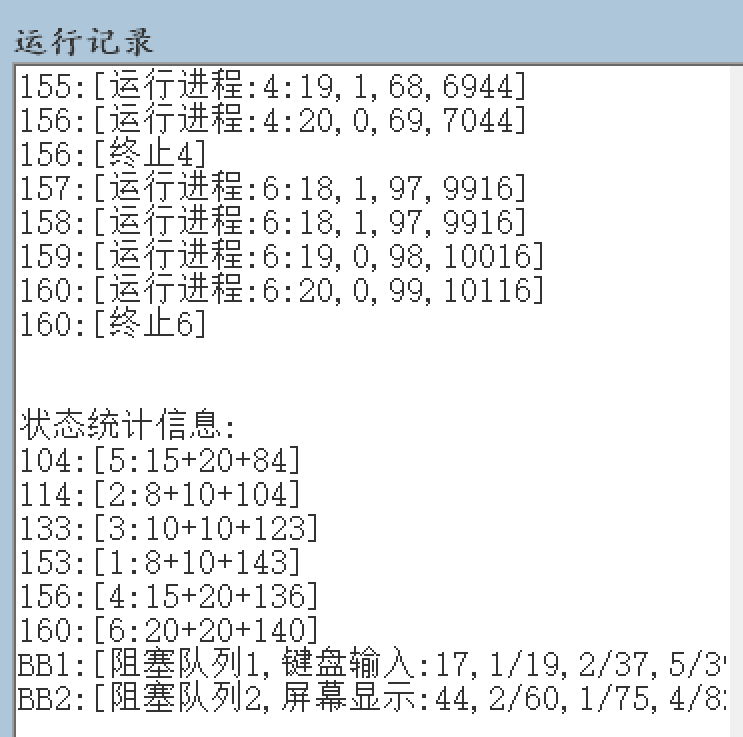 运行记录
155:[运行进程:4:19,1,68,6944]
156:[运行进程:4:20,0,69,7044]
156:[终止4]
157:[运行进程:6:18,1,97,9916]
158:[运行进程:6:18,1,97,9916]
159:[运行进程:6:19,0,98,10016]
160:[运行进程:6:20,0,99,10116]
160:[终止6]
状态统计信息:
104:[5:15+20+84]
114:[2:8+10+104]
133:[3:10+10+123]
153:[1:8+10+143]
156:[4:15+20+136]
160:[6:20+20+140]
BB1:[阻塞队列1,键盘输入:17,1/19,2/37,5/3
BB2:[阻塞队列2,屏幕显示:44,2/60,1/75,4/8